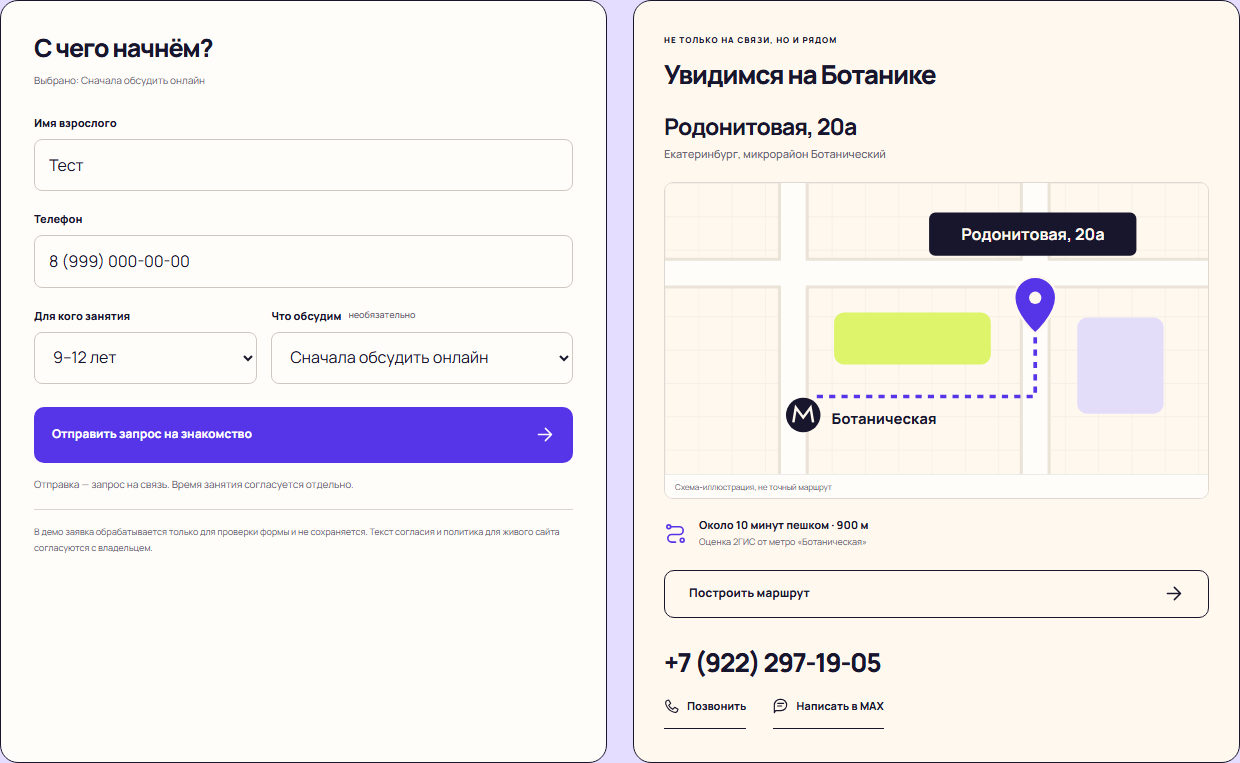 С чего начнём?
Выбрано: Сначала обсудить онлайн
Имя взрослого
Тест
Телефон
8 (999) 000-00-00
Для кого занятия
9–12 лет
Что обсудим необязательно
Сначала обсудить онлайн
Отправить запрос на знакомство
Отправка — запрос на связь. Время занятия согласуется отдельно.
В демо заявка обрабатывается только для проверки формы и не сохраняется. Текст согласия и политика для живого сайта
согласуются с владельцем.
НЕ ТОЛЬКО НА СВЯЗИ, НО И РЯДОМ
Увидимся на Ботанике
Родонитовая, 20а
Екатеринбург, микрорайон Ботанический
Родонитовая, 20а
М Ботаническая
Схема-иллюстрация, не точный маршрут
Около 10 минут пешком · 900 м
Оценка 2ГИС от метро «Ботаническая»
Построить маршрут
+7 (922) 297-19-05
Позвонить
Написать в MAX